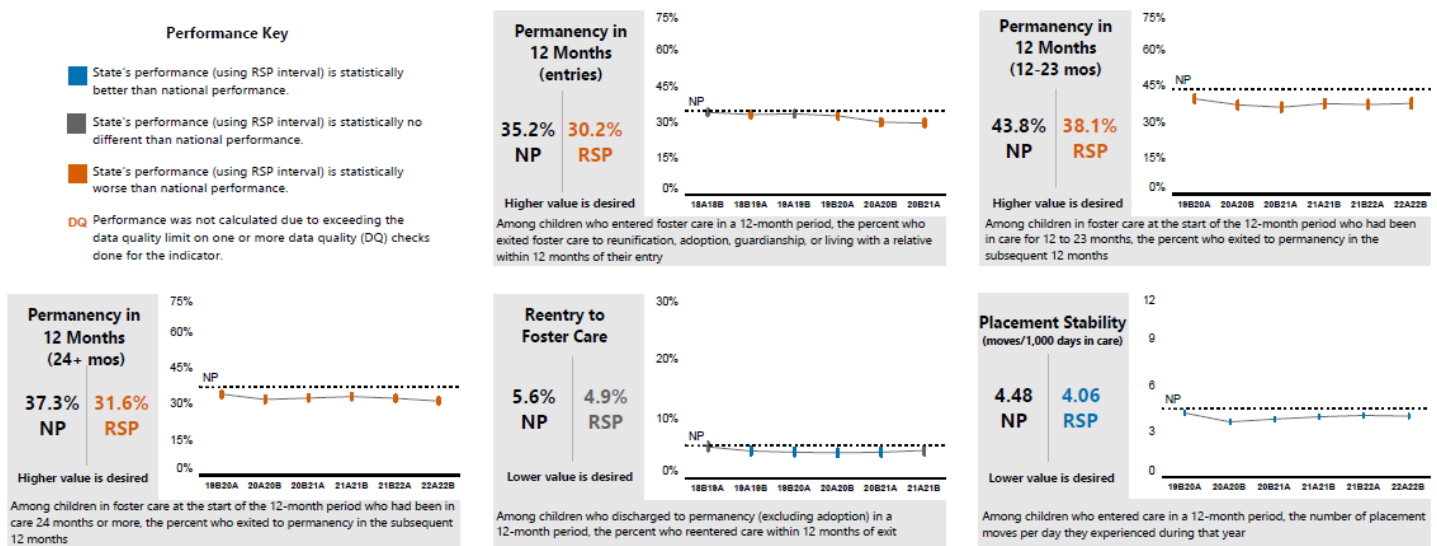 Performance Key
State's performance (using RSP interval) is statistically
better than national performance.
State's performance (using RSP interval) is statistically no
different than national performance.
State's performance (using RSP interval) is statistically
worse than national performance.
DQ Performance was not calculated due to exceeding the
data quality limit on one or more data quality (DQ) checks
done for the indicator.
Permanency in
12 Months
(entries)
35.2% 30.2%
NP RSP
Higher value is desired
75%
60%
45%
NP
30%
15%
0%
18A18B 18B19A 19A19B 19B20A 20A20B 20B21A
Among children who entered foster care in a 12-month period, the percent who
exited foster care to reunification, adoption, guardianship, or living with a relative
within 12 months of their entry
Permanency in
12 Months
(12-23 mos)
43.8% 38.1%
NP RSP
Higher value is desired
75%
60%
45%
NP
30%
15%
0%
19B20A 20A20B 20B21A 21A21B 21B22A 22A22B
Among children in foster care at the start of the 12-month period who had been
in care for 12 to 23 months, the percent who exited to permanency in the
subsequent 12 months
Permanency in
12 Months
(24+ mos)
37.3% 31.6%
NP RSP
Higher value is desired
75%
60%
45%
NP
30%
15%
0%
19B20A 20A20B 20B21A 21A21B 21B22A 22A22B
Among children in foster care at the start of the 12-month period who had been in
care 24 months or more, the percent who exited to permanency in the subsequent
12 months
Reentry to
Foster Care
5.6% 4.9%
NP RSP
Lower value is desired
30%
20%
10%
NP
0%
18B19A 19A19B 19B20A 20A20B 20B21A 21A21B
Among children who discharged to permanency (excluding adoption) in a
12-month period, the percent who reentered care within 12 months of exit
Placement Stability
(moves/1,000 days in care)
4.48 4.06
NP RSP
Lower value is desired
12
9
6
NP
3
0
19B20A 20A20B 20B21A 21A21B 21B22A 22A22B
Among children who entered care in a 12-month period, the number of placement
moves per day they experienced during that year